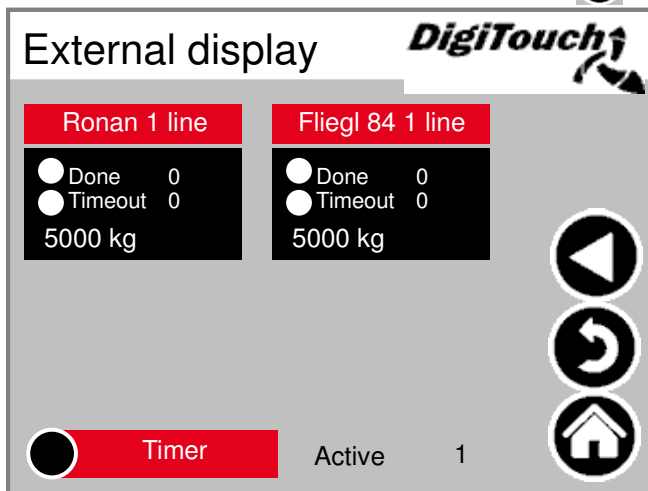 External display
DigiTouch
Ronan 1 line
Done 0
Timeout 0
5000 kg
Fliegl 84 1 line
Done 0
Timeout 0
5000 kg
Timer
Active 1